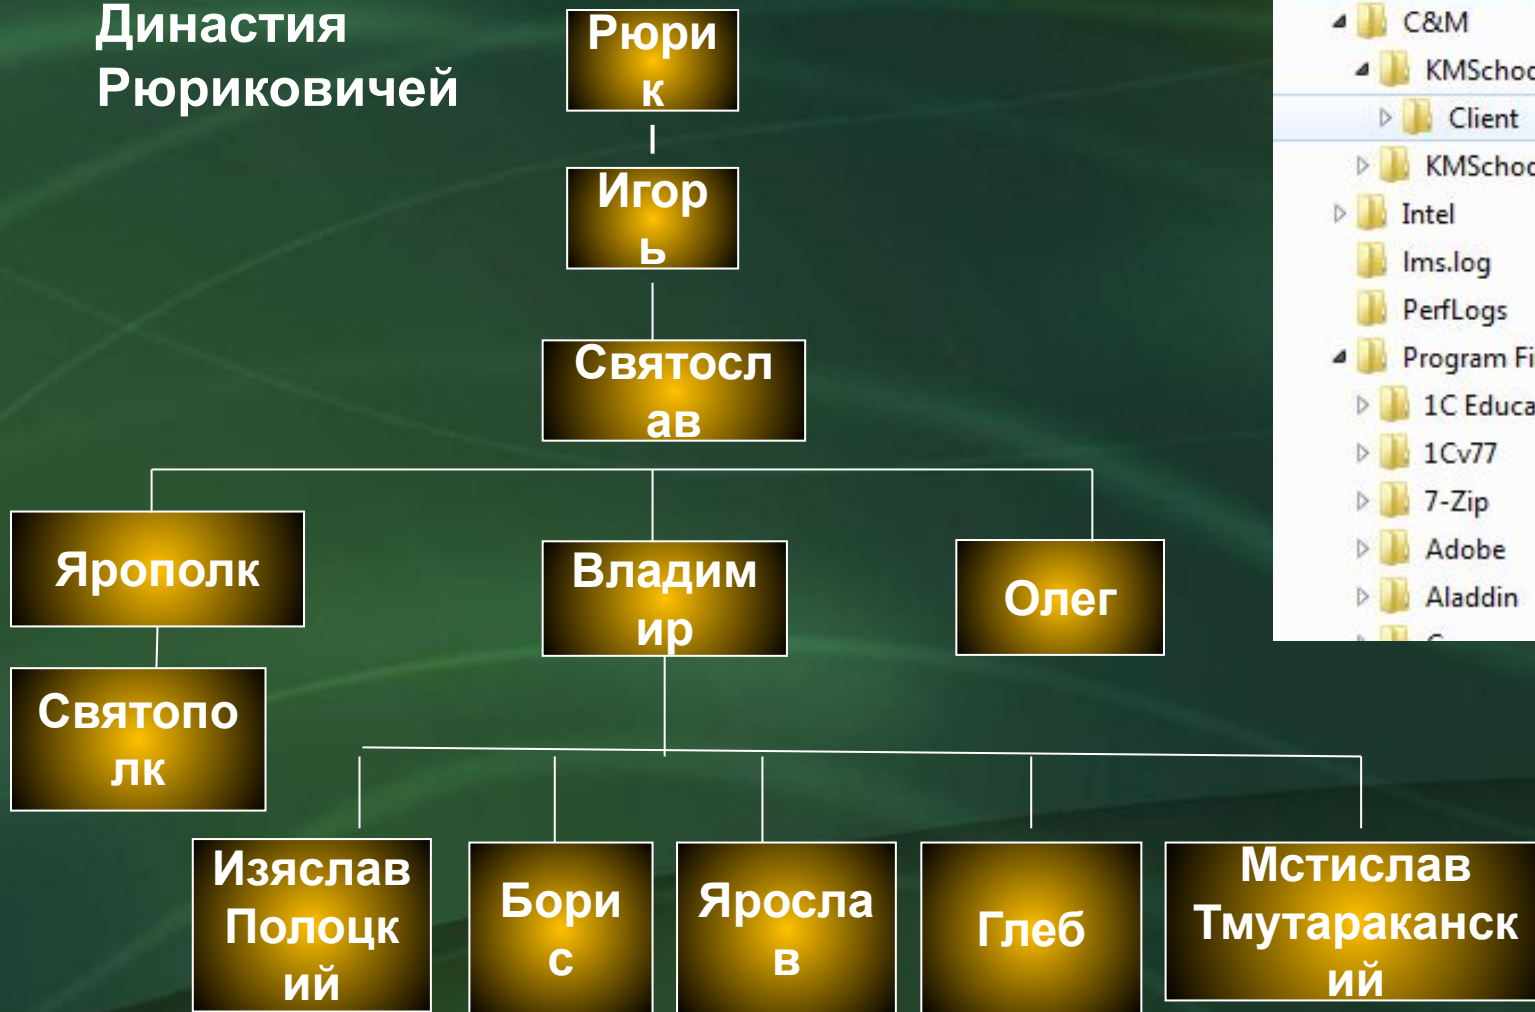 Династия
Рюриковичей
Рюри
к
Игор
ь
Святосл
ав
Ярополк
Владим
ир
Олег
Святопо
лк
Изяслав
Полоцк
ий
Бори
с
Яросла
в
Глеб
Мстислав
Тмутараканск
ий
C&M
KMSchoo
Client
KMSchoo
Intel
lms.log
PerfLogs
Program Fi
1C Educa
1Cv77
7-Zip
Adobe
Aladdin